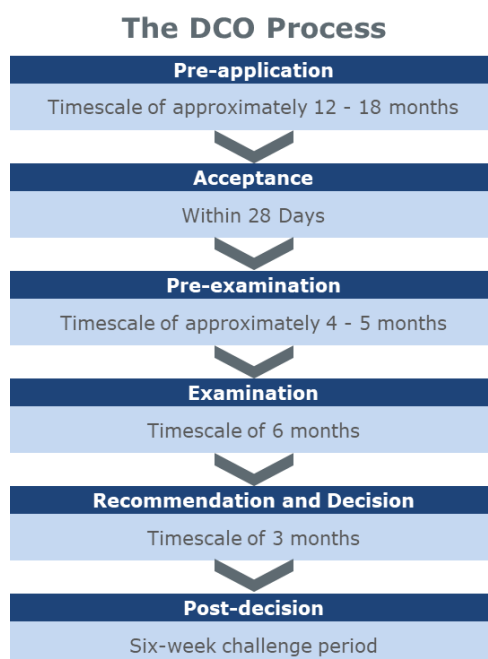 The DCO Process
Pre-application
Timescale of approximately 12 - 18 months
Acceptance
Within 28 Days
Pre-examination
Timescale of approximately 4 - 5 months
Examination
Timescale of 6 months
Recommendation and Decision
Timescale of 3 months
Post-decision
Six-week challenge period